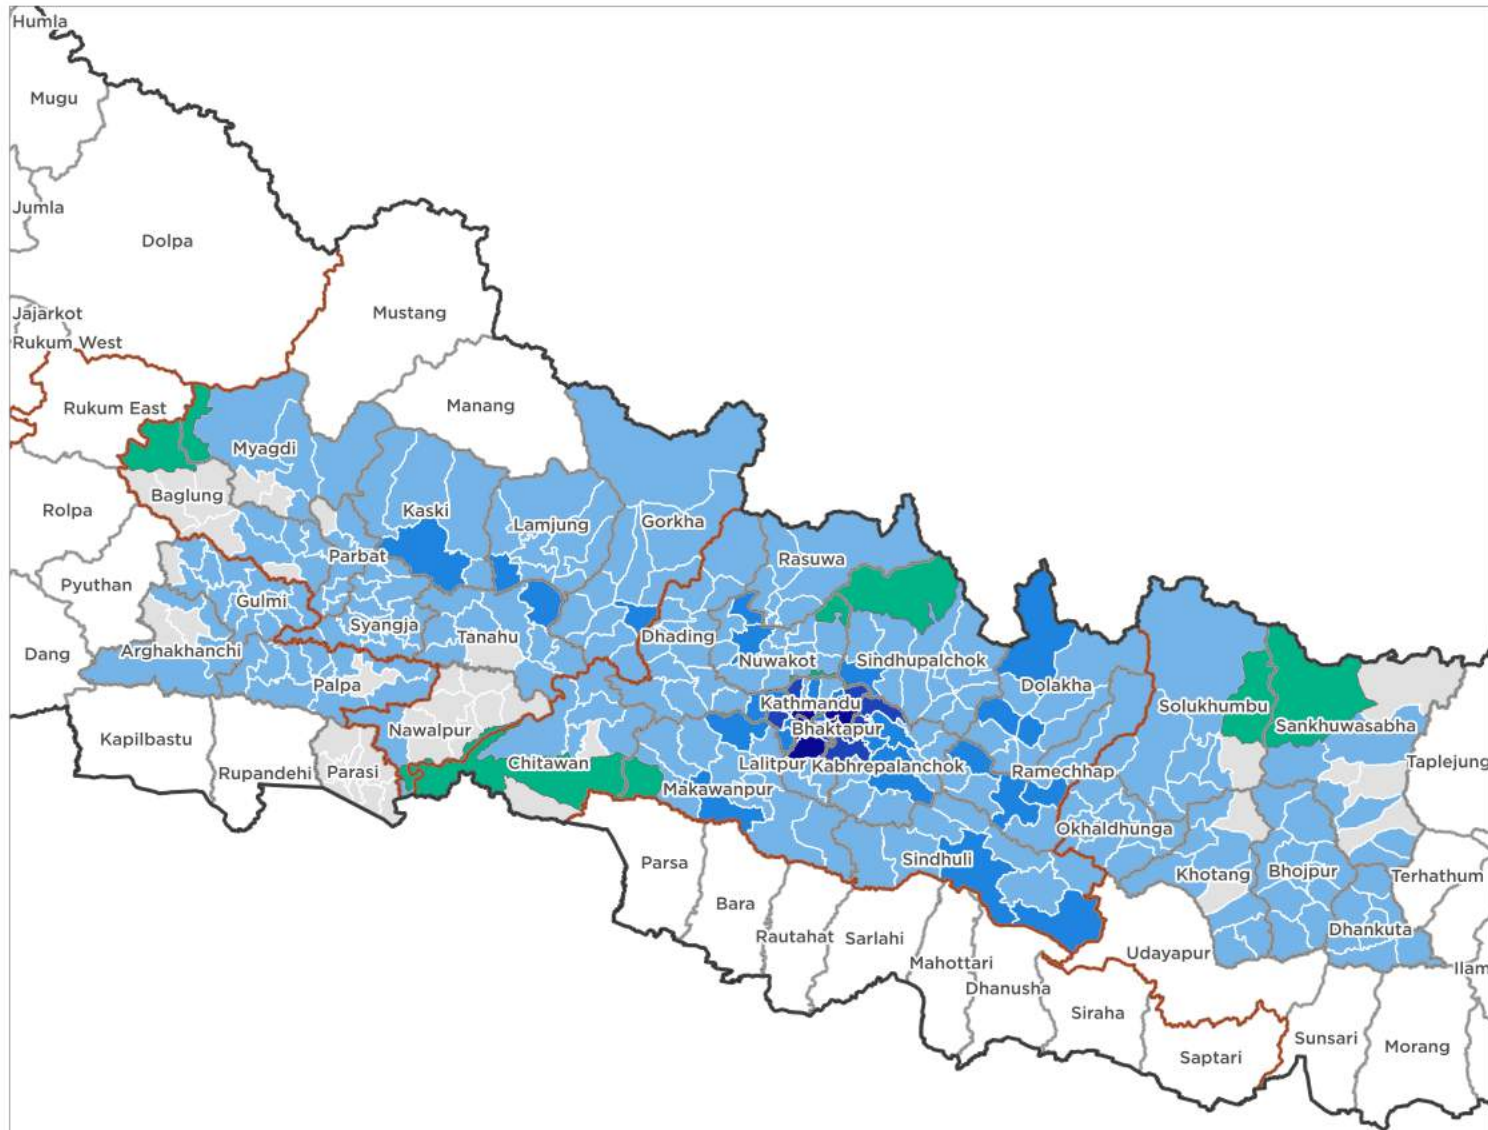 Humla
Mugu
Jumla
Dolpa
Jajarkot
Mustang
Rukum West
Rukum East
Manang
Myagdi
Baglung
Rolpa
Kaski
Lamjung
Gorkha
Parbat
Rasuwa
Pyuthan
Gulmi
Syangja
Tanahu
Dhading
Dang
Arghakhanchi
Nuwakot
Sindhupalchok
Palpa
Dolakha
Kathmandu
Solukhumbu
Nawalpur
Bhaktapur
Sankhuwasabha
Kapilbastu
Rupandehi
Parasi
Chitawan
Lalitpur
Kabhrepalanchok
Ramechhap
Taplejung
Makawanpur
Okhaldhunga
Parsa
Sindhuli
Khotang
Bhojpur
Terhathum
Bara
Rautahat
Sarlahi
Dhankuta
Mahottari
Udayapur
Ilam
Dhanusha
Siraha
Sunsari
Morang
Saptari